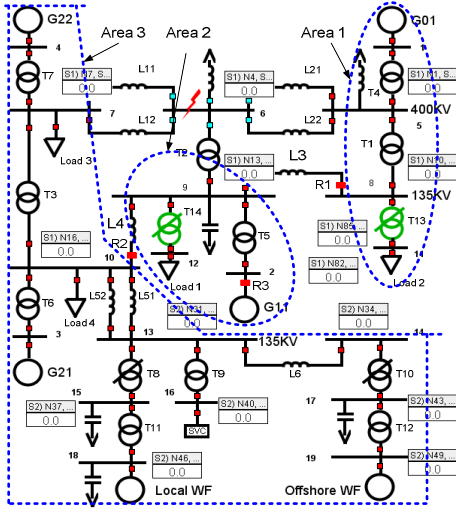 G22
Area 3
Area 2
Area 1
G01
4
T7
S1) N7, S...
0.0
L11
S1) N4, S...
0.0
L21
T4
S1) N1, S...
0.0
7
L12
6
L22
400KV
5
Load 3
T2
S1) N13, ...
0.0
L3
T1
S1) N10, ...
0.0
R1
8
T3
9
135KV
L4
T14
T5
S1) N85, ...
0.0
T13
S1) N16, ...
0.0
R2
10
12
Load 1
2
R3
S1) N82, ...
0.0
11
Load 2
T6
L52
L51
Load 4
S2) N31, ...
0.0
G11
S2) N34, ...
0.0
3
13
135KV
G21
T8
T9
L6
T10
S2) N37, ...
0.0
15
16
S2) N40, ...
0.0
17
S2) N43, ...
0.0
T11
SVC
T12
18
S2) N46, ...
0.0
19
S2) N49, ...
0.0
Local WF
Offshore WF